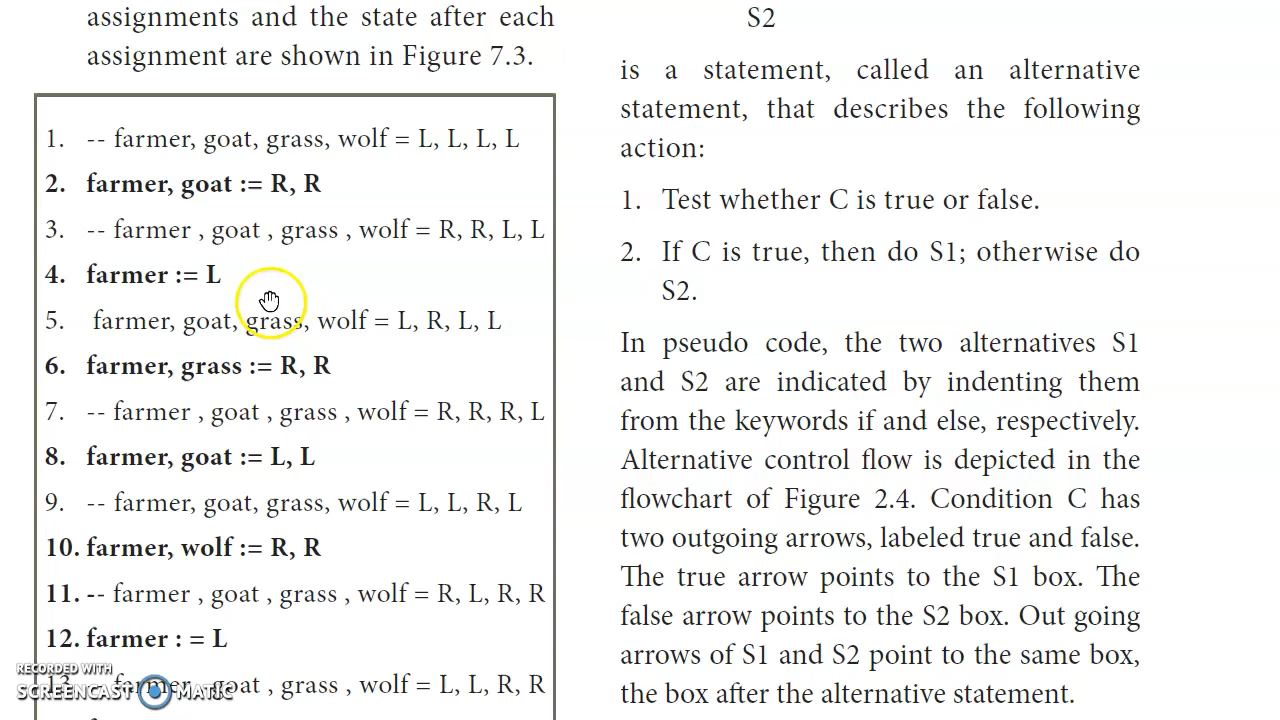 assignments and the state after each
assignment are shown in Figure 7.3.
1. -- farmer, goat, grass, wolf = L, L, L, L
2. farmer, goat := R, R
3. -- farmer , goat , grass , wolf = R, R, L, L
4. farmer := L
5. farmer, goat, grass, wolf = L, R, L, L
6. farmer, grass := R, R
7. -- farmer , goat , grass , wolf = R, R, R, L
8. farmer, goat := L, L
9. -- farmer, goat, grass, wolf = L, L, R, L
10. farmer, wolf := R, R
11. -- farmer , goat , grass , wolf = R, L, R, R
12. farmer : = L
13. -- farmer , goat , grass , wolf = L, L, R, R
S2
is a statement, called an alternative
statement, that describes the following
action:
1. Test whether C is true or false.
2. If C is true, then do S1; otherwise do
S2.
In pseudo code, the two alternatives S1
and S2 are indicated by indenting them
from the keywords if and else, respectively.
Alternative control flow is depicted in the
flowchart of Figure 2.4. Condition C has
two outgoing arrows, labeled true and false.
The true arrow points to the S1 box. The
false arrow points to the S2 box. Out going
arrows of S1 and S2 point to the same box,
the box after the alternative statement.
RECORDED WITH
SCREENCAST MATIC